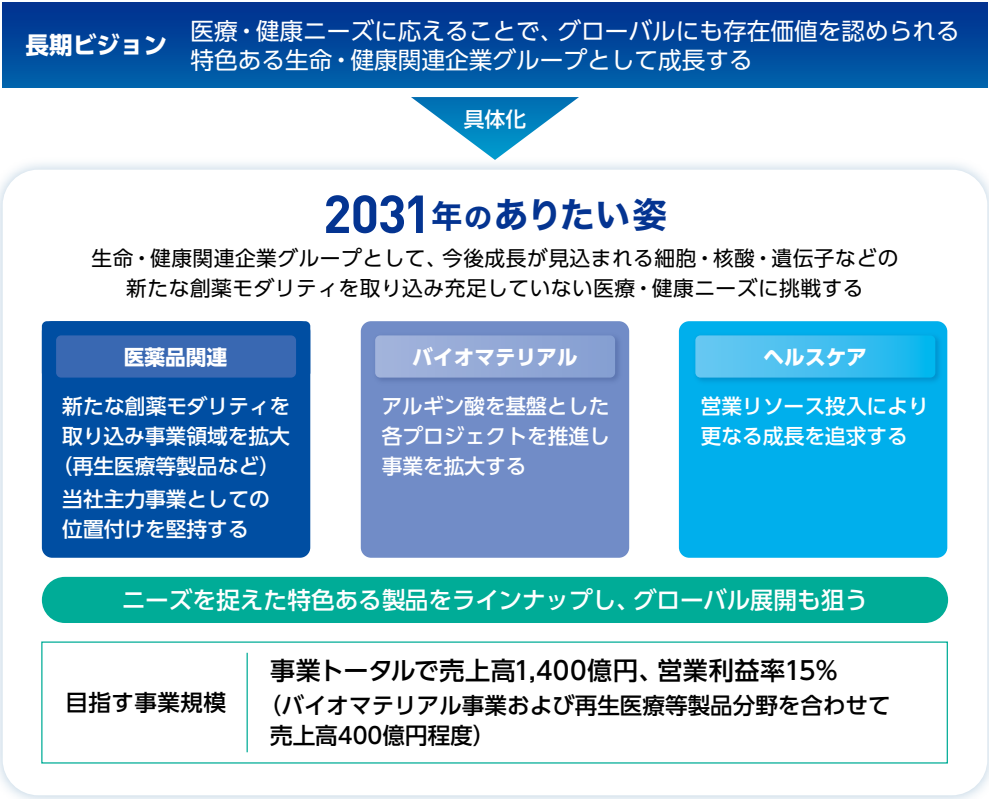 長期ビジョン
医療・健康ニーズに応えることで、グローバルにも存在価値を認められる
特色ある生命・健康関連企業グループとして成長する
具体化
2031年のありたい姿
生命・健康関連企業グループとして、今後成長が見込まれる細胞・核酸・遺伝子などの
新たな創薬モダリティを取り込み充足していない医療・健康ニーズに挑戦する
医薬品関連
新たな創薬モダリティを
取り込み事業領域を拡大
（再生医療等製品など）
当社主力事業としての
位置付けを堅持する
バイオマテリアル
アルギン酸を基盤とした
各プロジェクトを推進し
事業を拡大する
ヘルスケア
営業リソース投入により
更なる成長を追求する
ニーズを捉えた特色ある製品をラインナップし、グローバル展開も狙う
目指す事業規模
事業トータルで売上高1,400億円、営業利益率15%
（バイオマテリアル事業および再生医療等製品分野を合わせて
売上高400億円程度）